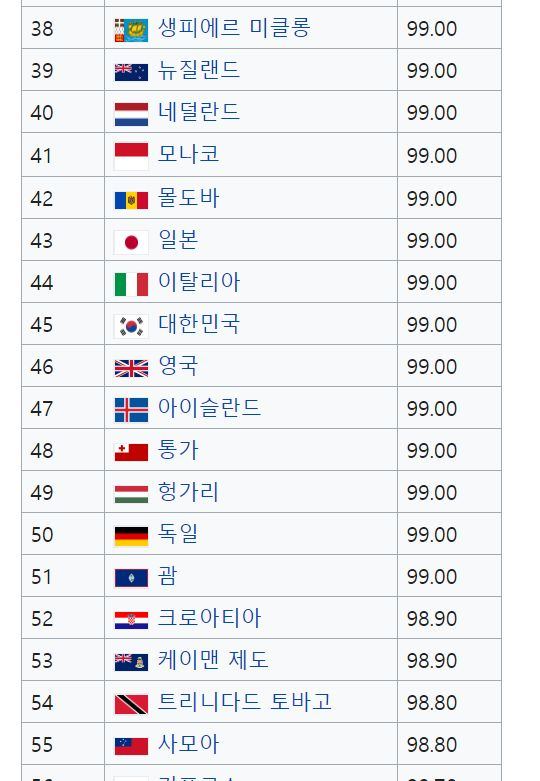 38 생피에르 미클롱 99.00
39 뉴질랜드 99.00
40 네덜란드 99.00
41 모나코 99.00
42 몰도바 99.00
43 일본 99.00
44 이탈리아 99.00
45 대한민국 99.00
46 영국 99.00
47 아이슬란드 99.00
48 통가 99.00
49 헝가리 99.00
50 독일 99.00
51 괌 99.00
52 크로아티아 98.90
53 케이맨 제도 98.90
54 트리니다드 토바고 98.80
55 사모아 98.80